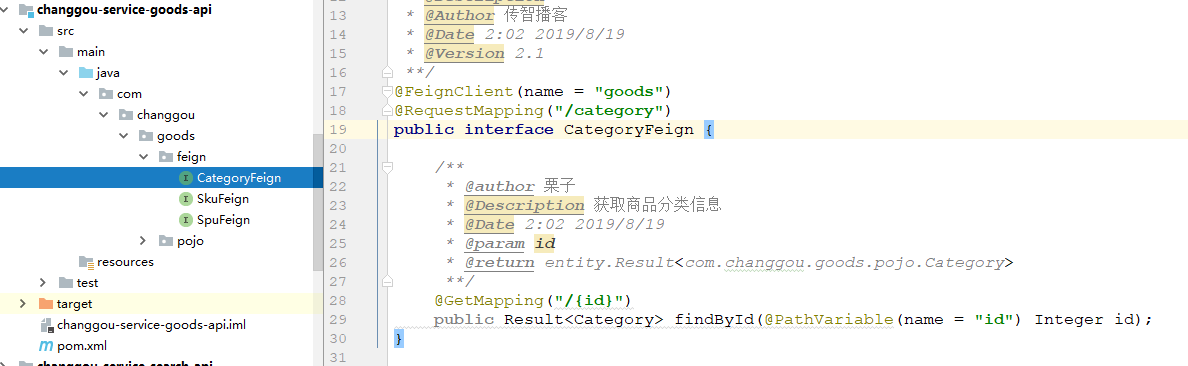 changgou-service-goods-api
src
main
java
com
changgou
goods
feign
CategoryFeign
SkuFeign
SpuFeign
pojo
resources
test
target
changgou-service-goods-api.iml
pom.xml
changgou-service-search-api
13 * @Author 传智播客
14 * @Date 2:02 2019/8/19
15 * @Version 2.1
16 **/
17 @FeignClient(name = "goods")
18 @RequestMapping("/category")
19 public interface CategoryFeign {
20
21 /**
22 * @author 栗子
23 * @Description 获取商品分类信息
24 * @Date 2:02 2019/8/19
25 * @param id
26 * @return entity.Result<com.changgou.goods.pojo.Category>
27 **/
28 @GetMapping("/{id}")
29 public Result<Category> findById(@PathVariable(name = "id") Integer id);
30 }
31